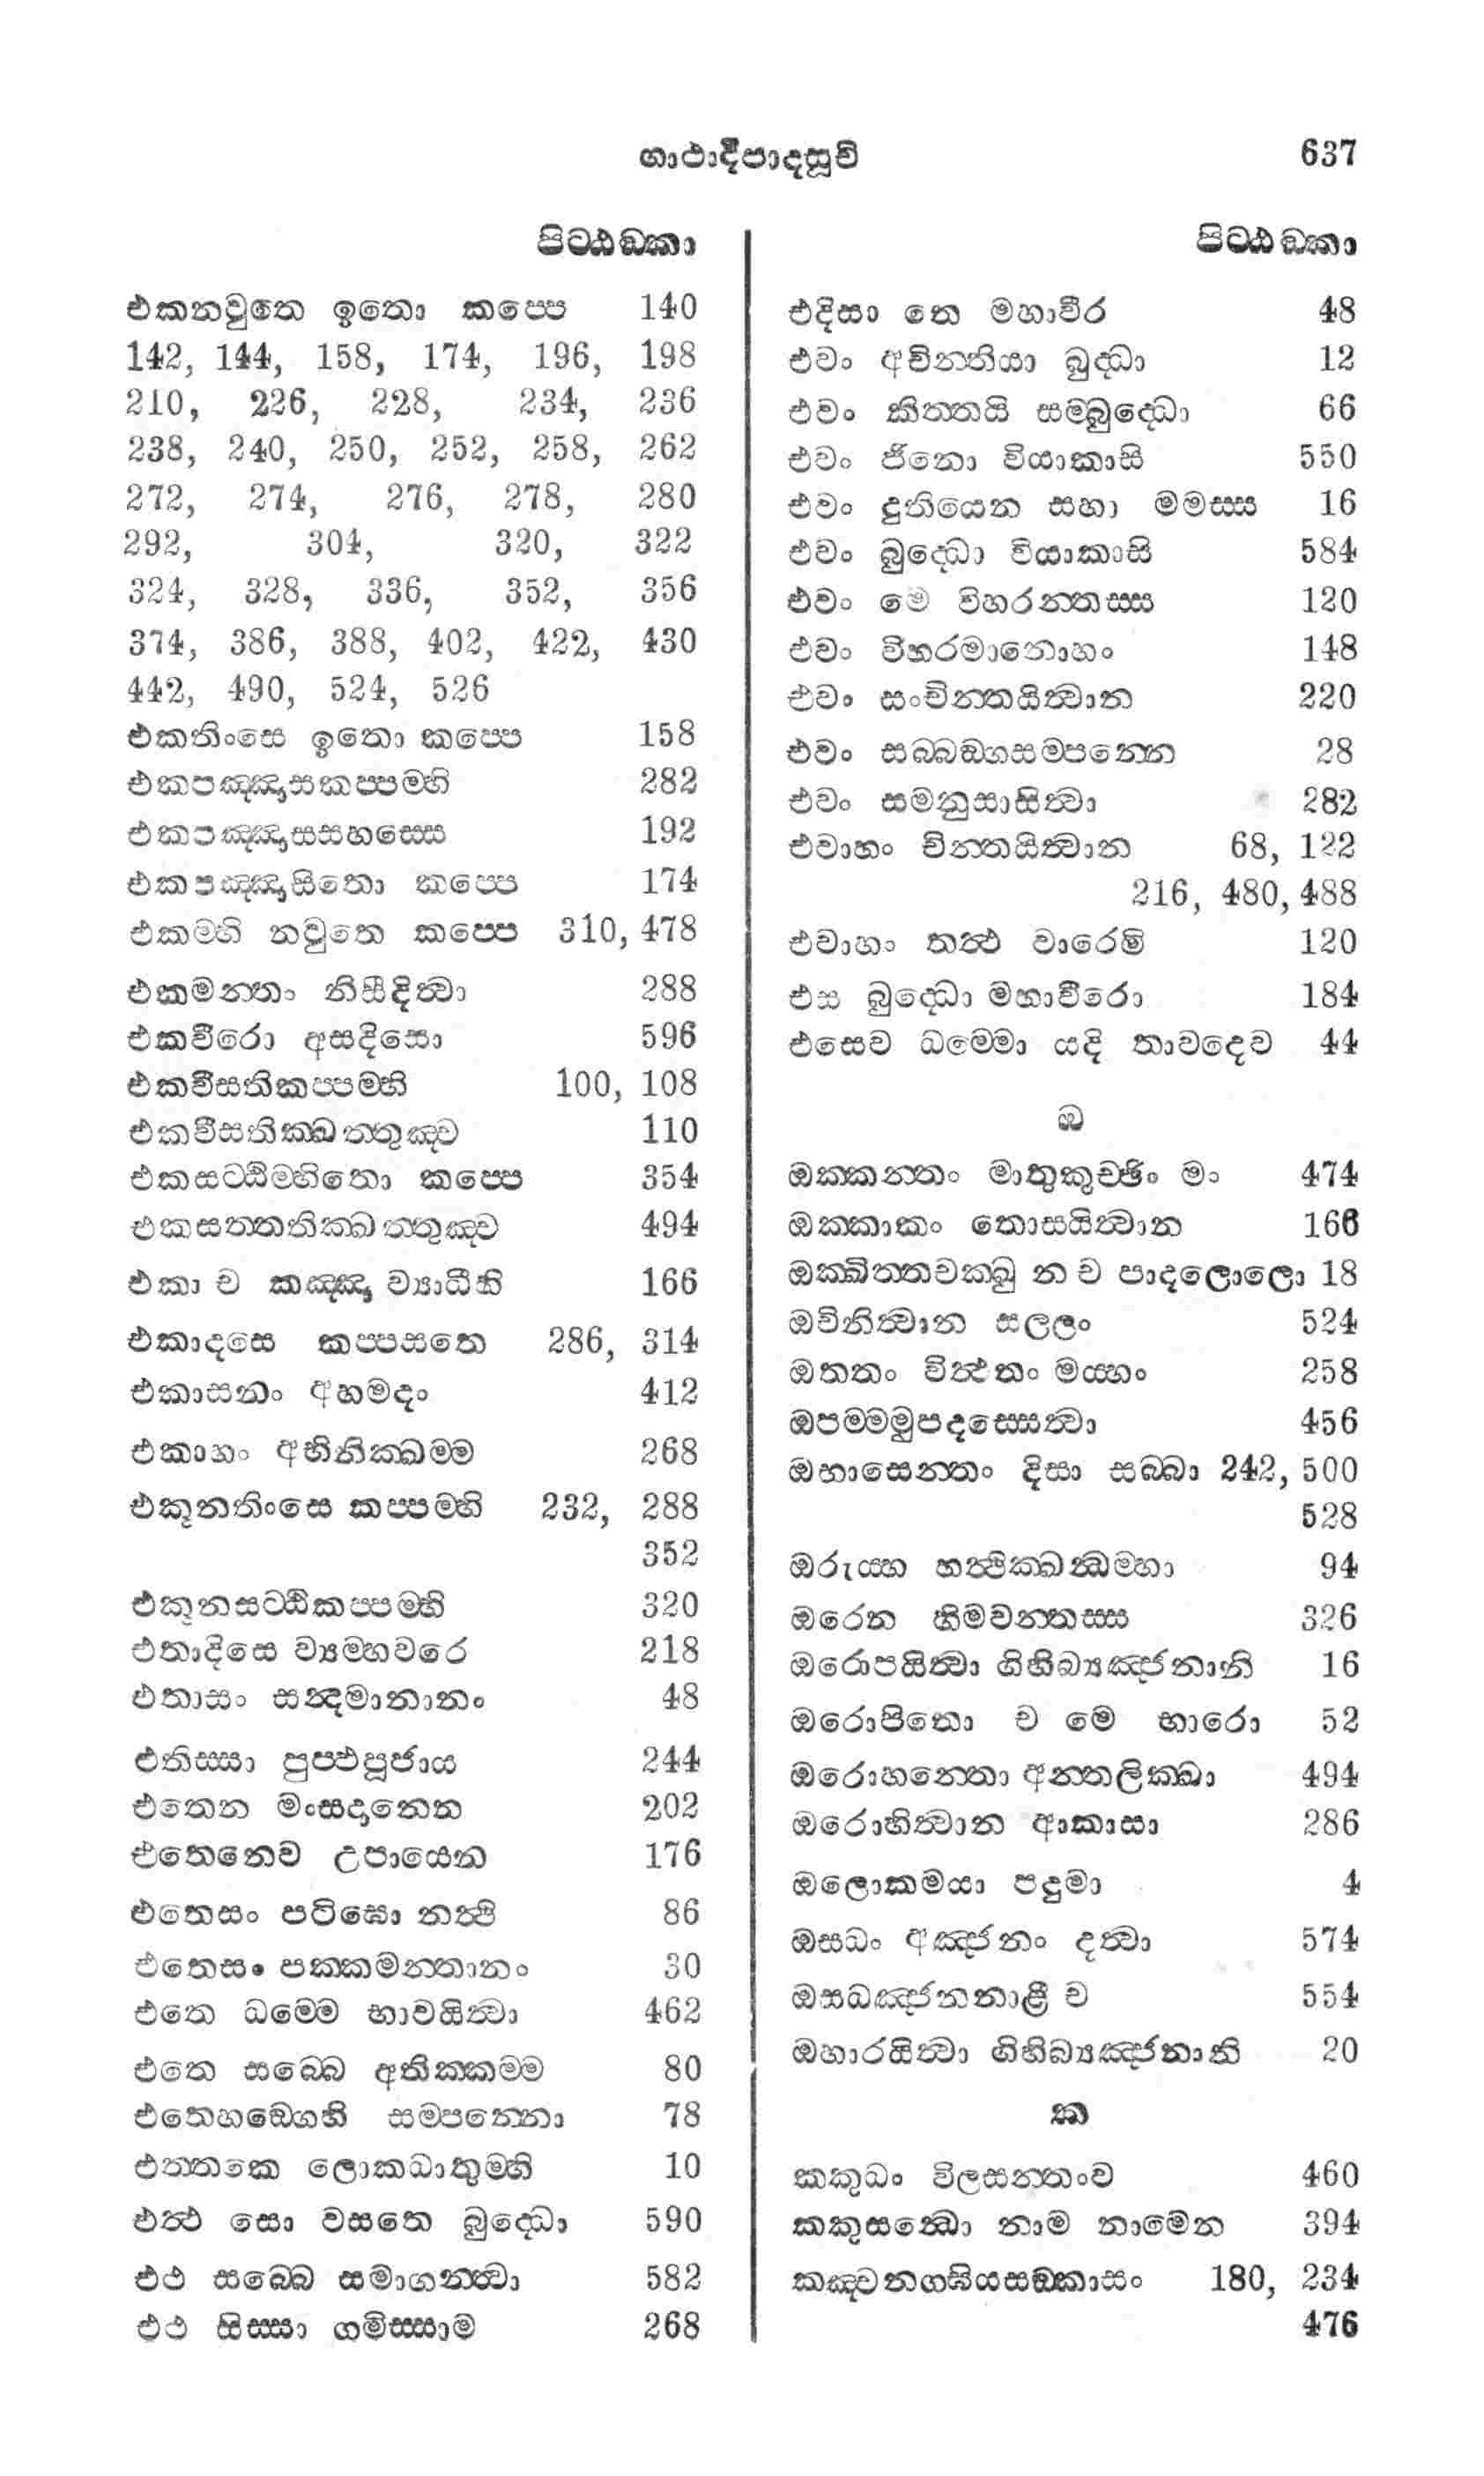 ගාථාදීපාදසූචි 637
පිට්ඨඞ්කා
එකනවුතෙ ඉතො කප්පෙ 140
142, 144, 158, 174, 196, 198
210, 226, 228, 234, 236
238, 240, 250, 252, 258, 262
272, 274, 276, 278, 280
292, 304, 320, 322
324, 328, 336, 352, 356
374, 386, 388, 402, 422, 430
442, 490, 524, 526
එකතිංසෙ ඉතො කප්පෙ 158
එකපඤ්ඤාසකප්පම්හි 282
එකපඤ්ඤාසසහස්සෙ 192
එකපඤ්ඤාසිතො කප්පෙ 174
එකම්හි නවුතෙ කප්පෙ 310, 478
එකමන්තං නිසීදිත්වා 288
එකවීරො අසදිසො 596
එකවීසතිකප්පම්හි 100, 108
එකවීසතික්ඛත්තුඤ්ච 110
එකසට්ඨිම්හිතො කප්පෙ 354
එකසත්තතික්ඛත්තුඤ්ච 494
එකා ච කඤ්ඤා ව්‍යාධීහි 166
එකාදසෙ කප්පසතෙ 286, 314
එකාසනං අහමදං 412
එකාහං අභිනික්ඛම්ම 268
එකූනතිංසෙ කප්පම්හි 232, 288
352
එකූනසට්ඨිකප්පම්හි 320
එතාදිසෙ ව්‍යම්හවරෙ 218
එතාසං සන්දමානානං 48
එතිස්සා පුප්ඵපූජාය 244
එතෙන මංසදානෙන 202
එතෙනෙව උපායෙන 176
එතෙසං පටිඝො නත්ථි 86
එතෙසං පක්කමන්තානං 30
එතෙ ධම්මෙ භාවයිත්වා 462
එතෙ සබ්බෙ අතික්කම්ම 80
එතෙහඞ්ගෙහි සම්පන්නො 78
එත්තකෙ ලොකධාතුම්හි 10
එත්ථ සො වසතෙ බුද්ධො 590
එථ සබ්බෙ සමාගන්ත්වා 582
එථ සිස්සා ගමිස්සාම 268
පිට්ඨඞ්කා
එදිසා තෙ මහාවීර 48
එවං අචින්තියා බුද්ධා 12
එවං කිත්තයි සම්බුද්ධො 66
එවං ජිනො වියාකාසි 550
එවං දුතියෙන සහා මමස්ස 16
එවං බුද්ධො වියාකාසි 584
එවං මෙ විහරන්තස්ස 120
එවං විහරමානොහං 148
එවං සංචින්තයිත්වාන 220
එවං සබ්බඞ්ගසම්පන්නෙ 28
එවං සමනුසාසිත්වා 282
එවාහං චින්තයිත්වාන 68, 122
216, 480, 488
එවාහං තත්ථ වාරෙමි 120
එස බුද්ධො මහාවීරො 184
එසෙව ධම්මො යදි තාවදෙව 44
ඔ
ඔක්කන්තං මාතුකුච්ඡිං මං 474
ඔක්කාකං තොසයිත්වාන 166
ඔක්ඛිත්තචක්ඛු න ච පාදලොලො 18
ඔචිනිත්වාන සලලං 524
ඔතතං විත්ථතං මය්හං 258
ඔපම්මමුපදස්සෙත්වා 456
ඔභාසෙන්තං දිසා සබ්බා 242, 500
528
ඔරුය්හ හත්ථික්ඛන්ධම්හා 94
ඔරෙන හිමවන්තස්ස 326
ඔරොපයිත්වා ගිහිබ්‍යඤ්ජනානි 16
ඔරොපිතො ච මෙ භාරො 52
ඔරොහන්තො අන්තලික්ඛා 494
ඔරොහිත්වාන ආකාසා 286
ඔලොකමයා පදුමා 4
ඔසධං අඤ්ජනං දත්වා 574
ඔසධඤ්ජනනාළී ච 554
ඔහාරයිත්වා ගිහිබ්‍යඤ්ජනානි 20
ක
කකුධං විලසන්තංව 460
කකුසන්ධො නාම නාමෙන 394
කඤ්චනග්ඝියසඞ්කාසං 180, 234
476